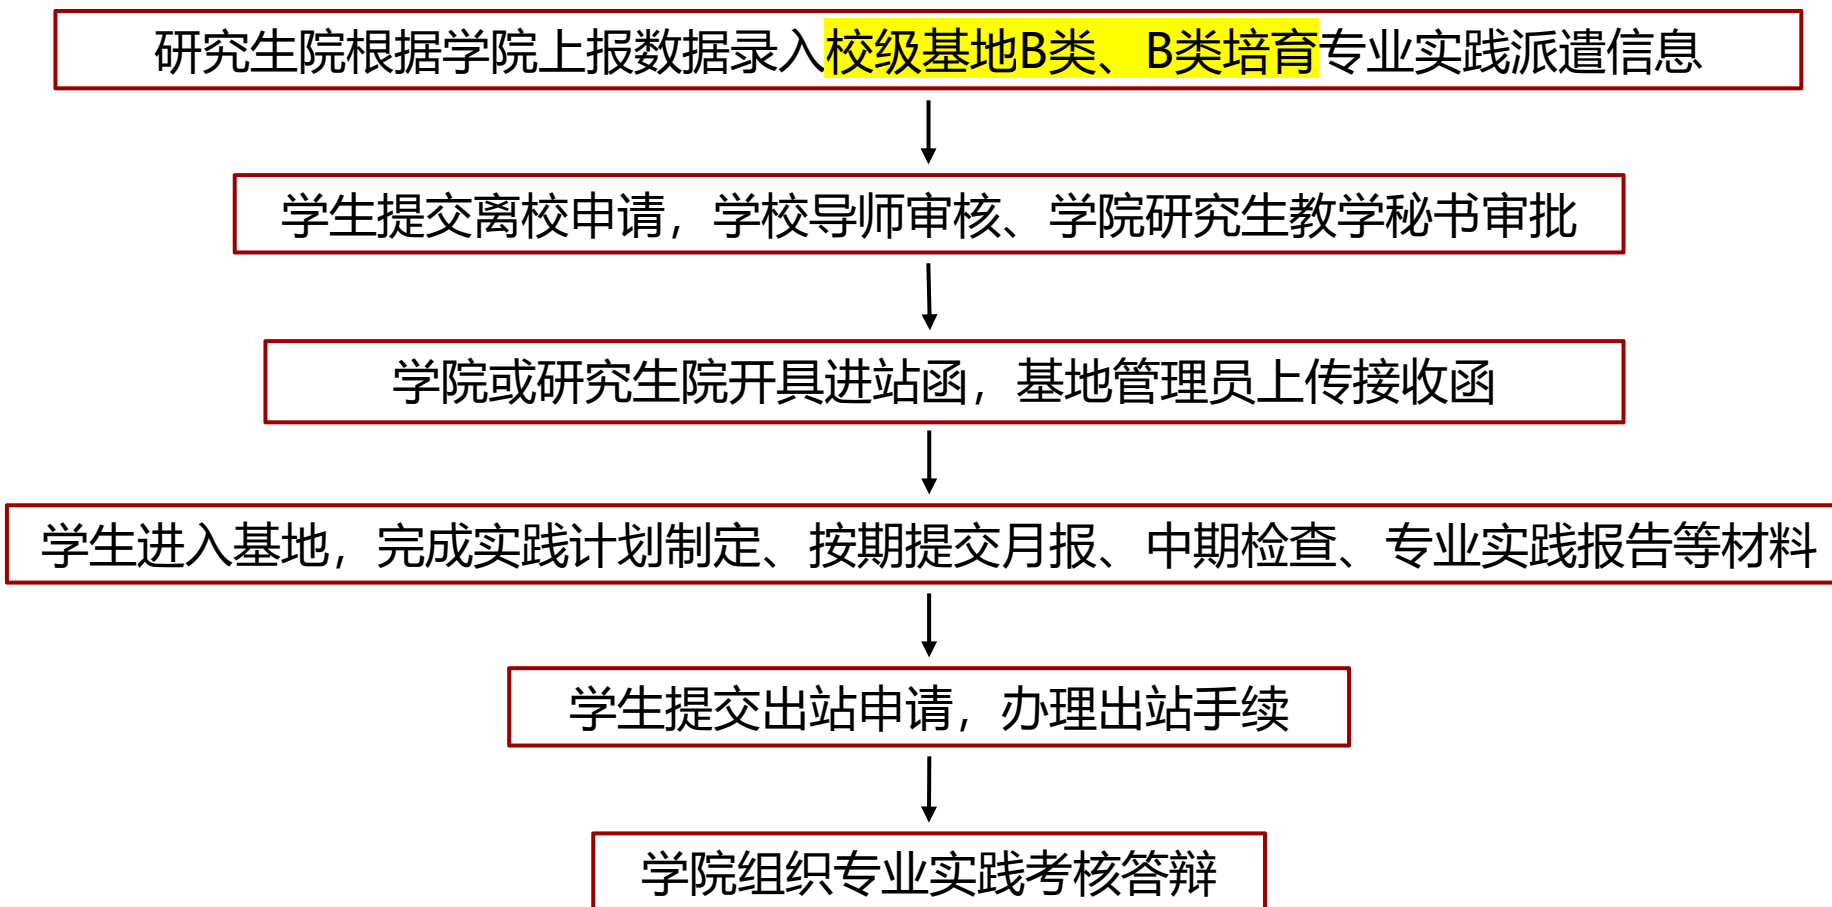 研究生院根据学院上报数据录入校级基地B类、B类培育专业实践派遣信息
学生提交离校申请，学校导师审核、学院研究生教学秘书审批
学院或研究生院开具进站函，基地管理员上传接收函
学生进入基地，完成实践计划制定、按期提交月报、中期检查、专业实践报告等材料
学生提交出站申请，办理出站手续
学院组织专业实践考核答辩